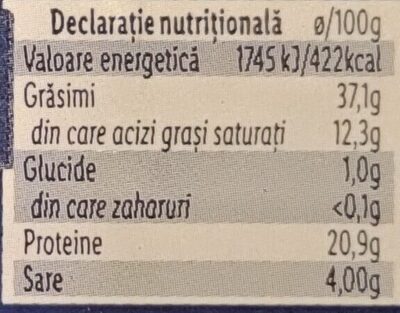 Declarație nutrițională ø/100g
Valoare energetică 1745 kJ/422kcal
Grăsimi 37,1g
din care acizi grași saturați 12,3g
Glucide 1,0g
din care zaharuri <0,1g
Proteine 20,9g
Sare 4,00g